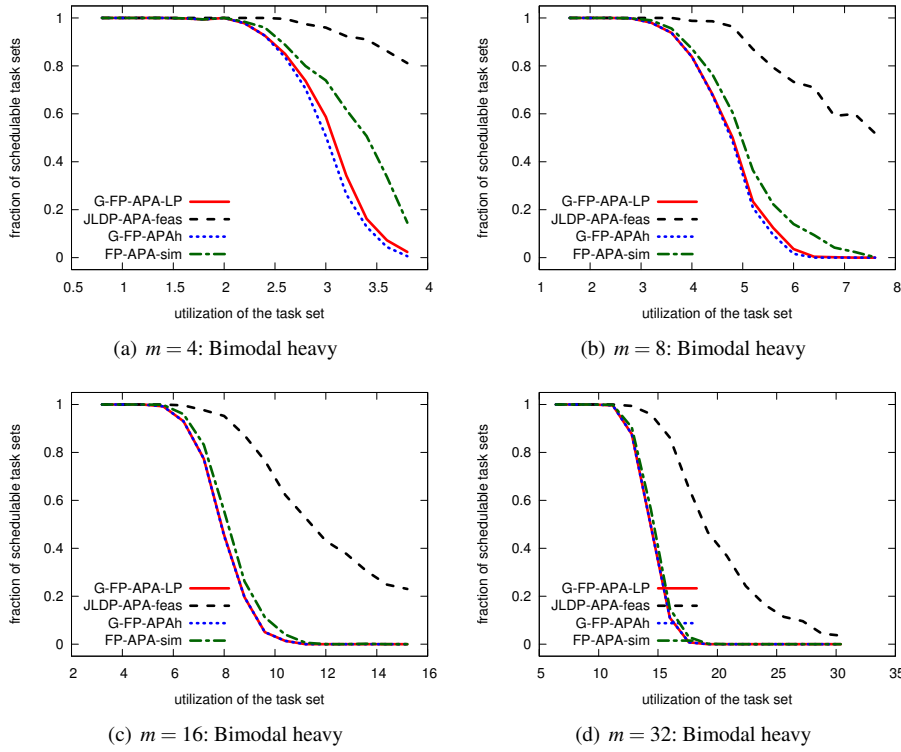 1
0.8
0.6
0.4
0.2
0
fraction of schedulable task sets
G-FP-APA-LP
JLDP-APA-feas
G-FP-APAh
FP-APA-sim
0.5 1 1.5 2 2.5 3 3.5 4
utilization of the task set
(a) m = 4: Bimodal heavy
1
0.8
0.6
0.4
0.2
0
fraction of schedulable task sets
G-FP-APA-LP
JLDP-APA-feas
G-FP-APAh
FP-APA-sim
1 2 3 4 5 6 7 8
utilization of the task set
(b) m = 8: Bimodal heavy
1
0.8
0.6
0.4
0.2
0
fraction of schedulable task sets
G-FP-APA-LP
JLDP-APA-feas
G-FP-APAh
FP-APA-sim
2 4 6 8 10 12 14 16
utilization of the task set
(c) m = 16: Bimodal heavy
1
0.8
0.6
0.4
0.2
0
fraction of schedulable task sets
G-FP-APA-LP
JLDP-APA-feas
G-FP-APAh
FP-APA-sim
5 10 15 20 25 30 35
utilization of the task set
(d) m = 32: Bimodal heavy